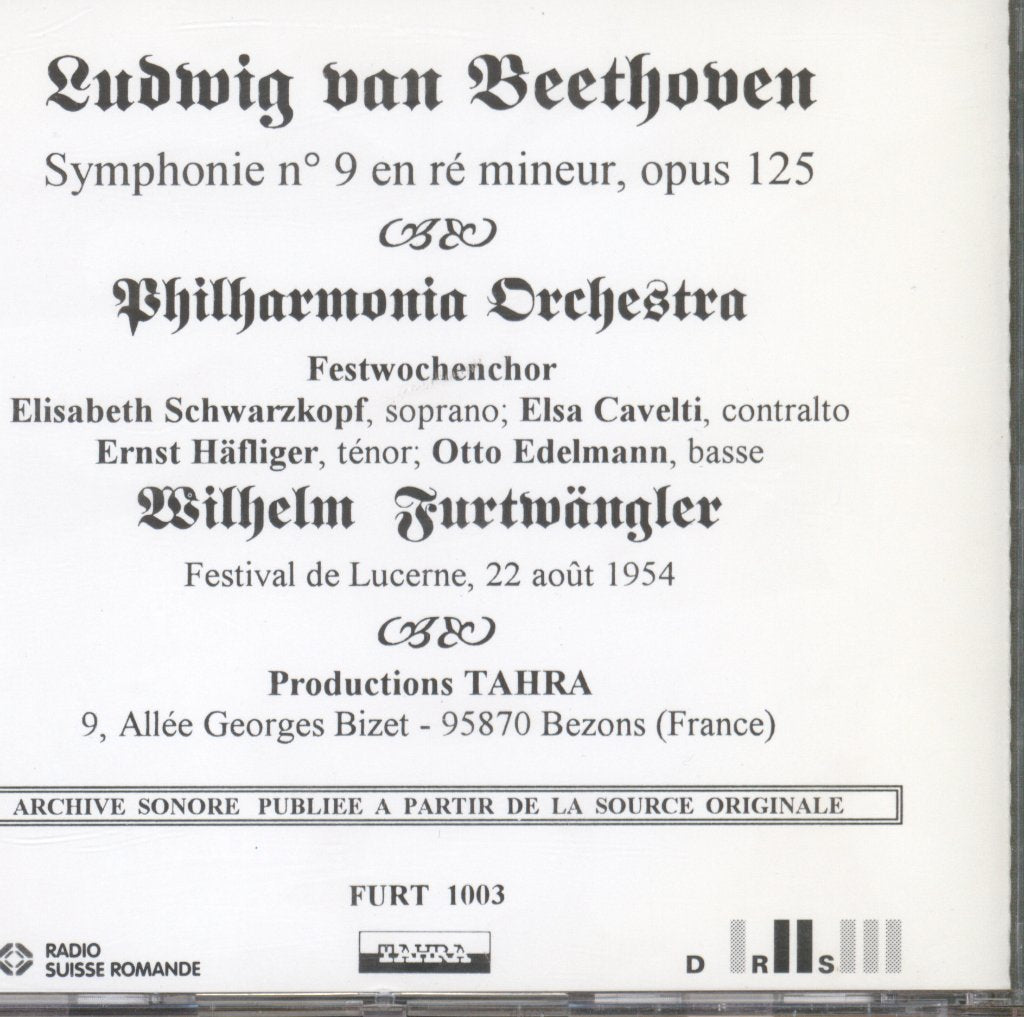 Ludwig van Beethoven
Symphonie n° 9 en ré mineur, opus 125
Philharmonia Orchestra
Festwochenchor
Elisabeth Schwarzkopf, soprano; Elsa Cavelti, contralto
Ernst Häfliger, ténor; Otto Edelmann, basse
Wilhelm Furtwängler
Festival de Lucerne, 22 août 1954
Productions TAHRA
9, Allée Georges Bizet - 95870 Bezons (France)
ARCHIVE SONORE PUBLIEE A PARTIR DE LA SOURCE ORIGINALE
FURT 1003
RADIO
SUISSE ROMANDE
TAHRA
D R S